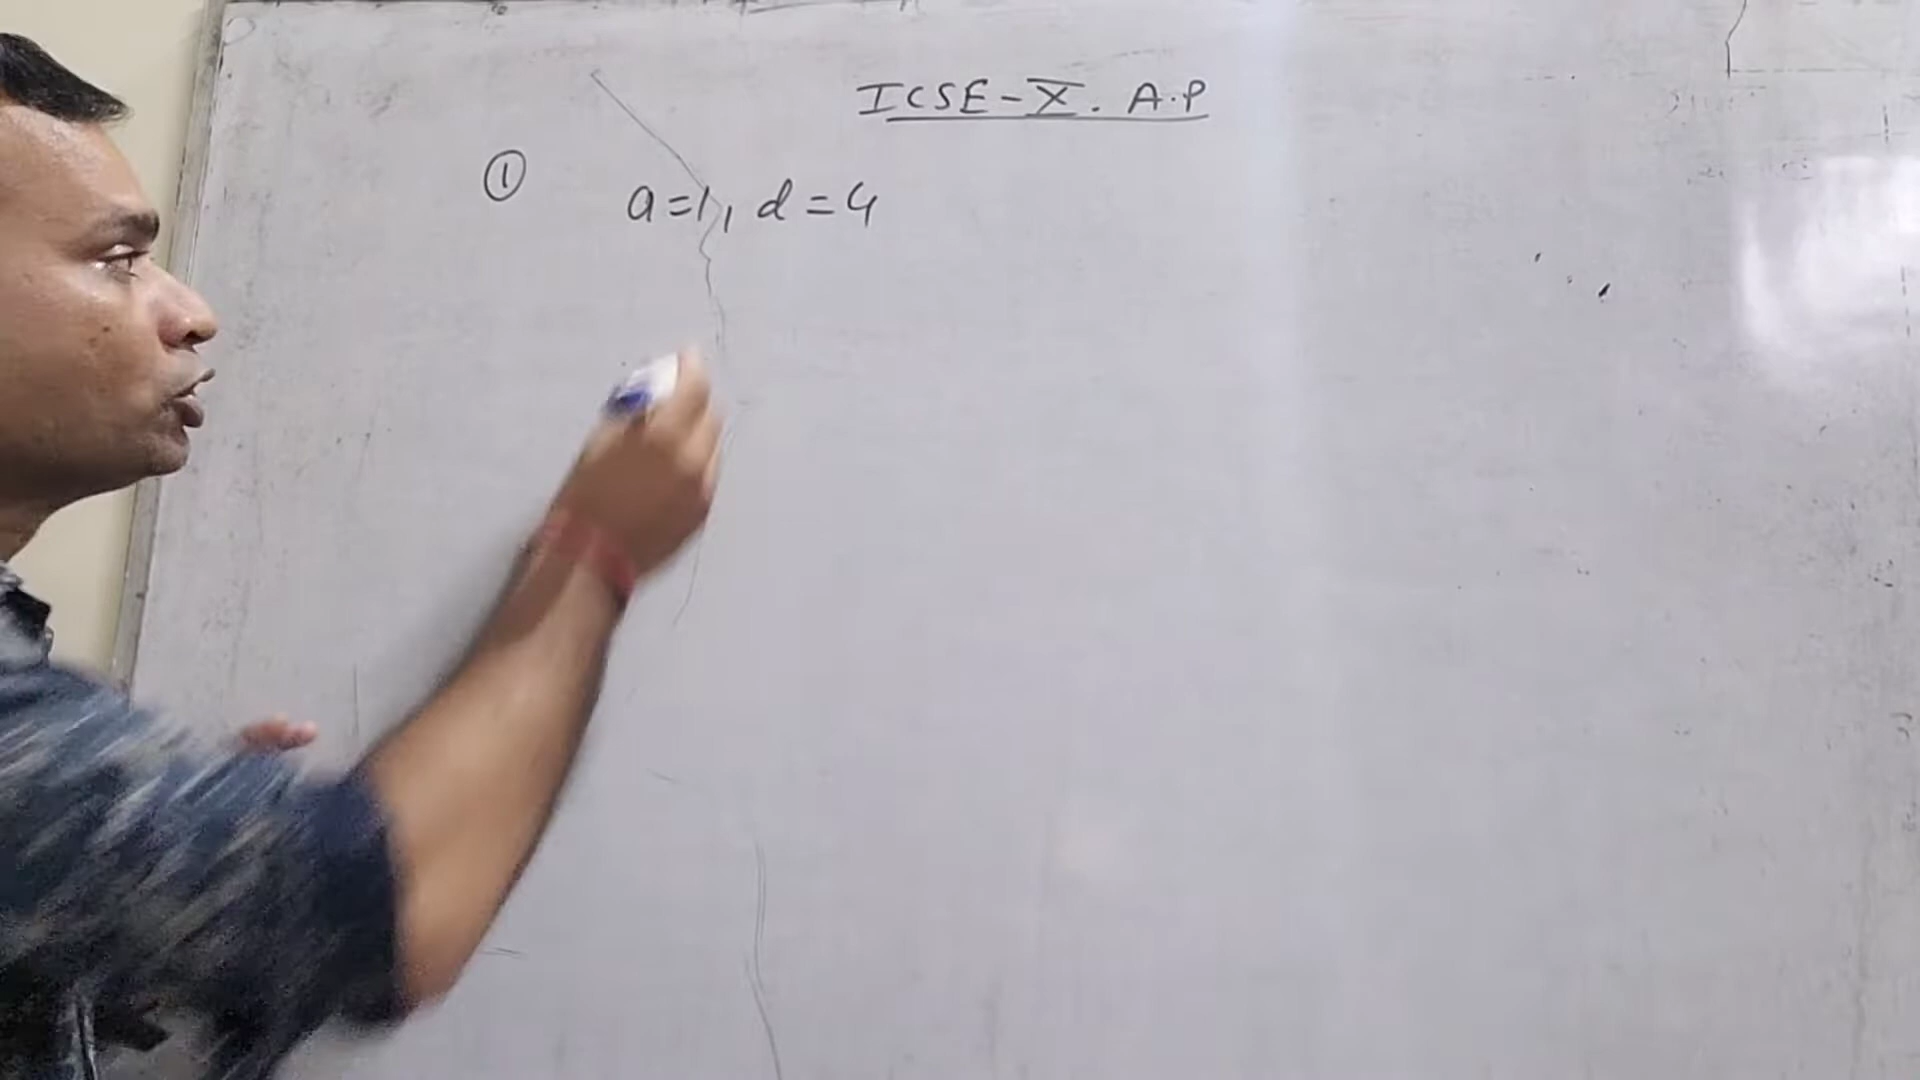 ICSE-X. A.P
① a=1, d=4